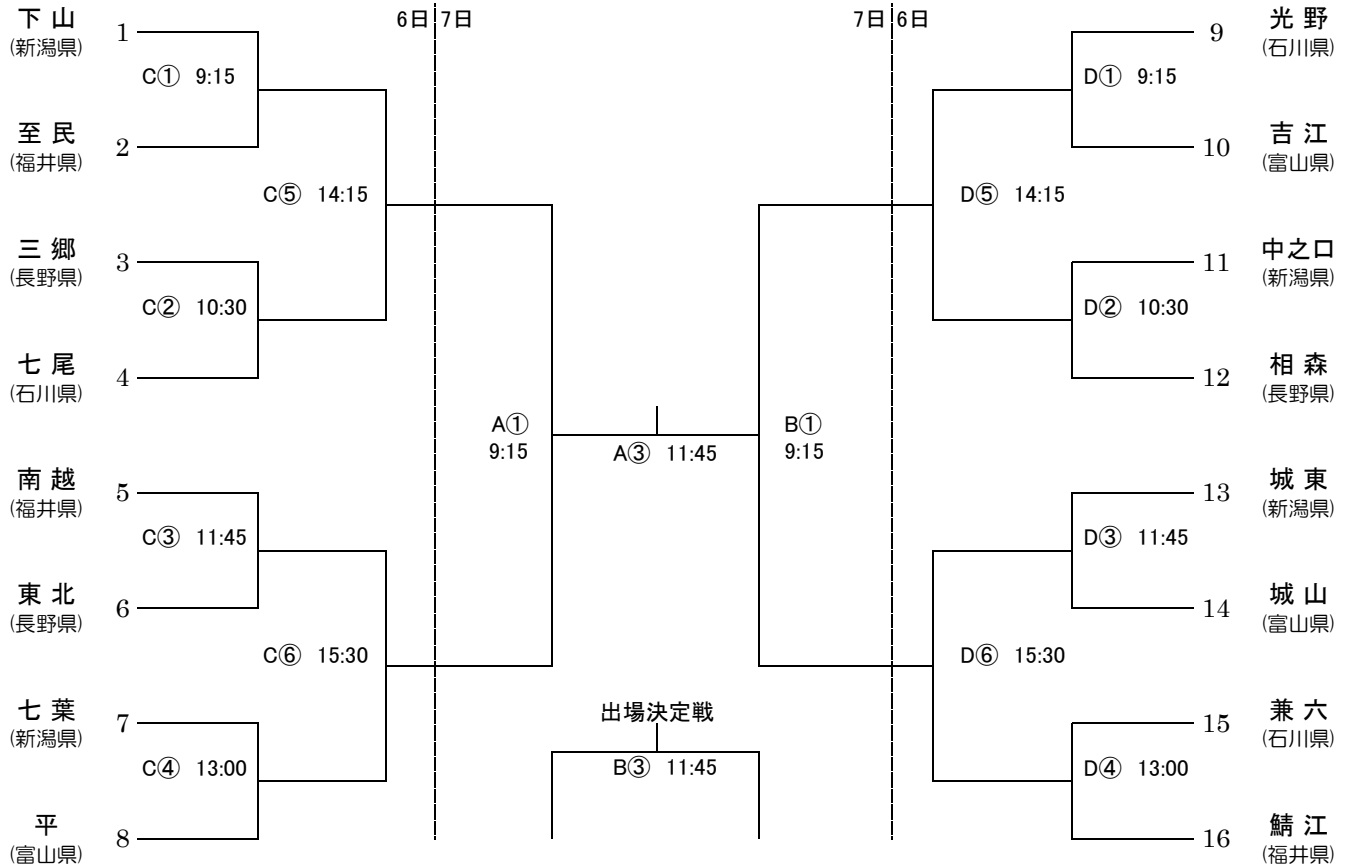 6日 7日
7日 6日
下山
(新潟県)
1
C① 9:15
至民
(福井県)
2
C⑤ 14:15
三郷
(長野県)
3
C② 10:30
七尾
(石川県)
4
南越
(福井県)
5
C③ 11:45
東北
(長野県)
6
C⑥ 15:30
七葉
(新潟県)
7
C④ 13:00
平
(富山県)
8
A①
9:15
A③ 11:45
B①
9:15
出場決定戦
B③ 11:45
9
光野
(石川県)
D① 9:15
10
吉江
(富山県)
D⑤ 14:15
11
中之口
(新潟県)
D② 10:30
12
相森
(長野県)
13
城東
(新潟県)
D③ 11:45
14
城山
(富山県)
D⑥ 15:30
15
兼六
(石川県)
D④ 13:00
16
鯖江
(福井県)